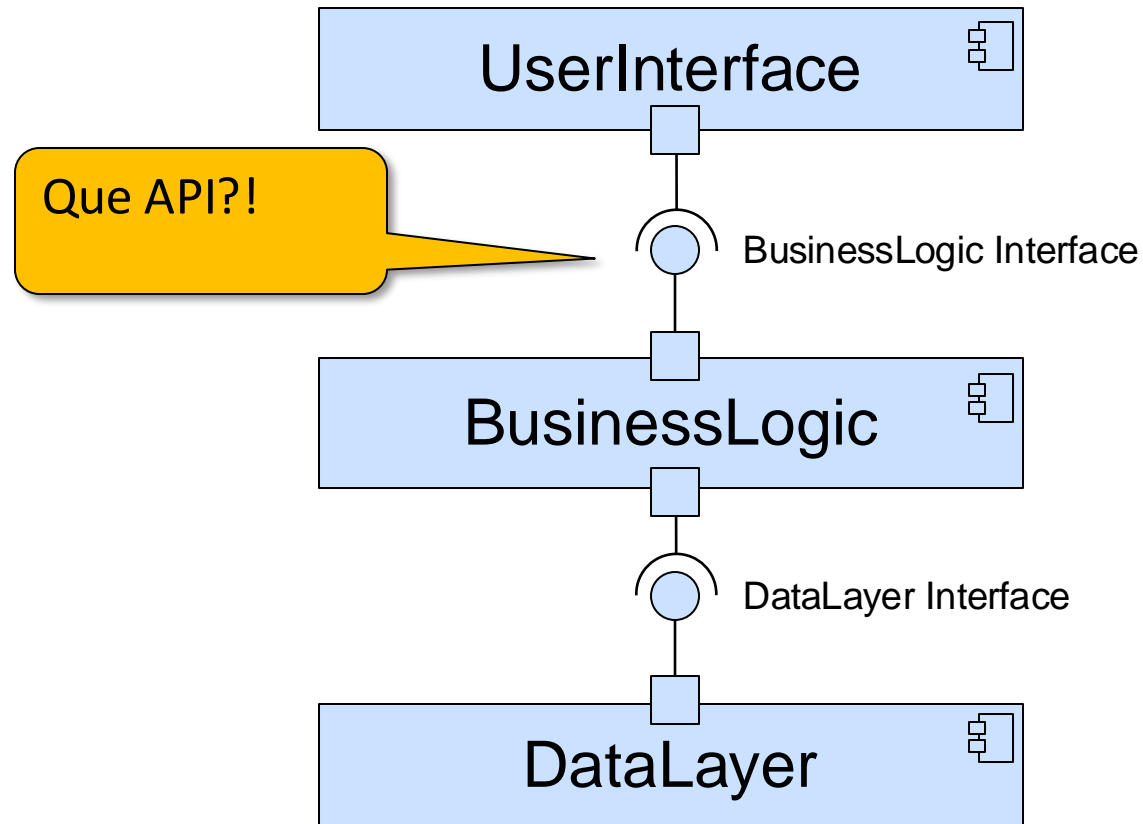 UserInterface
Que API?!
BusinessLogic Interface
BusinessLogic
DataLayer Interface
DataLayer